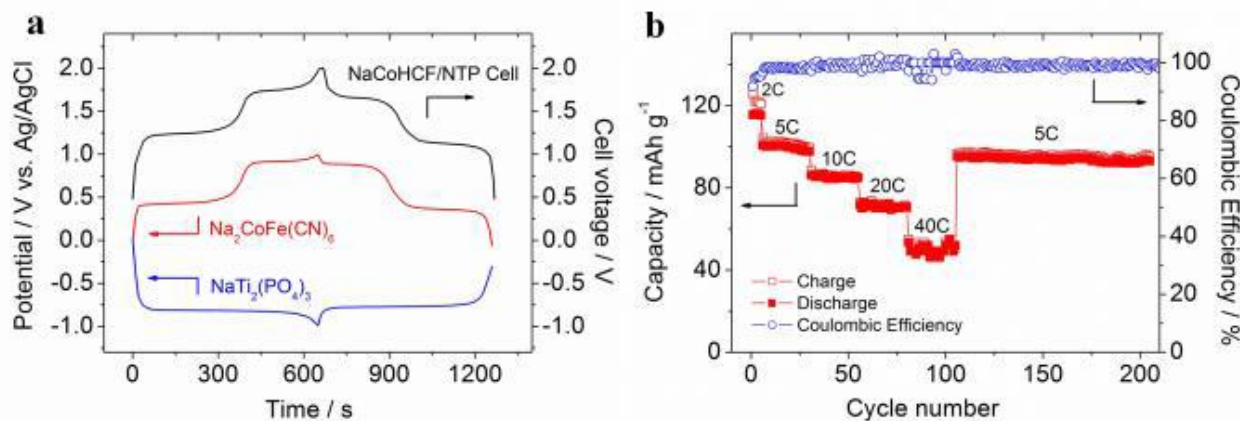 a
NaCoHCF/NTP Cell
Na₂CoFe(CN)₆
NaTi₂(PO₄)₃
2.0
1.5
1.0
0.5
0.0
-0.5
-1.0
Potential / V vs. Ag/AgCl
2.0
1.5
1.0
0.5
0.0
-0.5
-1.0
Cell voltage / V
0 300 600 900 1200
Time / s
b
2C
5C
10C
20C
40C
5C
Charge
Discharge
Coulombic Efficiency
120
80
40
0
Capacity / mAh g⁻¹
100
80
60
40
20
0
Coulombic Efficiency / %
0 50 100 150 200
Cycle number